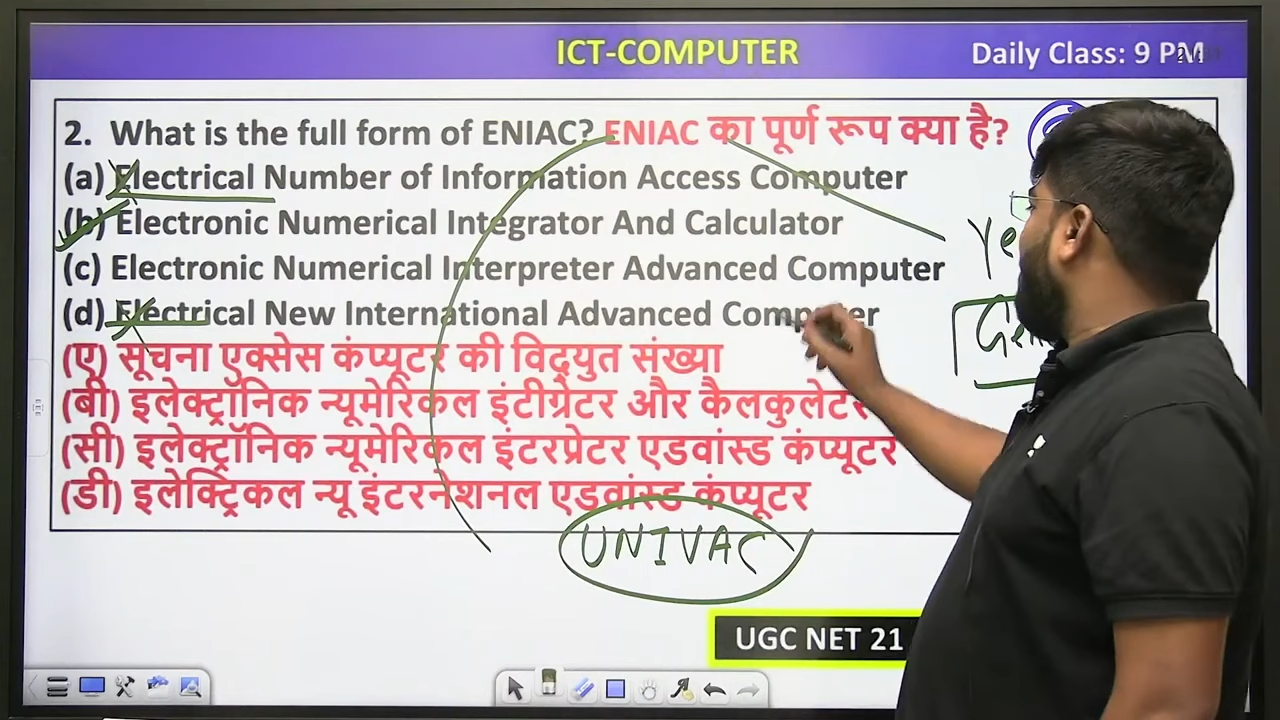 ICT-COMPUTER Daily Class: 9 PM
2. What is the full form of ENIAC? ENIAC का पूर्ण रूप क्या है?
(a) Electrical Number of Information Access Computer
(b) Electronic Numerical Integrator And Calculator
(c) Electronic Numerical Interpreter Advanced Computer
(d) Electrical New International Advanced Computer
(ए) सूचना एक्सेस कंप्यूटर की विद्युत संख्या
(बी) इलेक्ट्रॉनिक न्यूमेरिकल इंटीग्रेटर और कैलकुलेटर
(सी) इलेक्ट्रॉनिक न्यूमेरिकल इंटरप्रेटर एडवांस्ड कंप्यूटर
(डी) इलेक्ट्रिकल न्यू इंटरनेशनल एडवांस्ड कंप्यूटर
UNIVAC
UGC NET 21